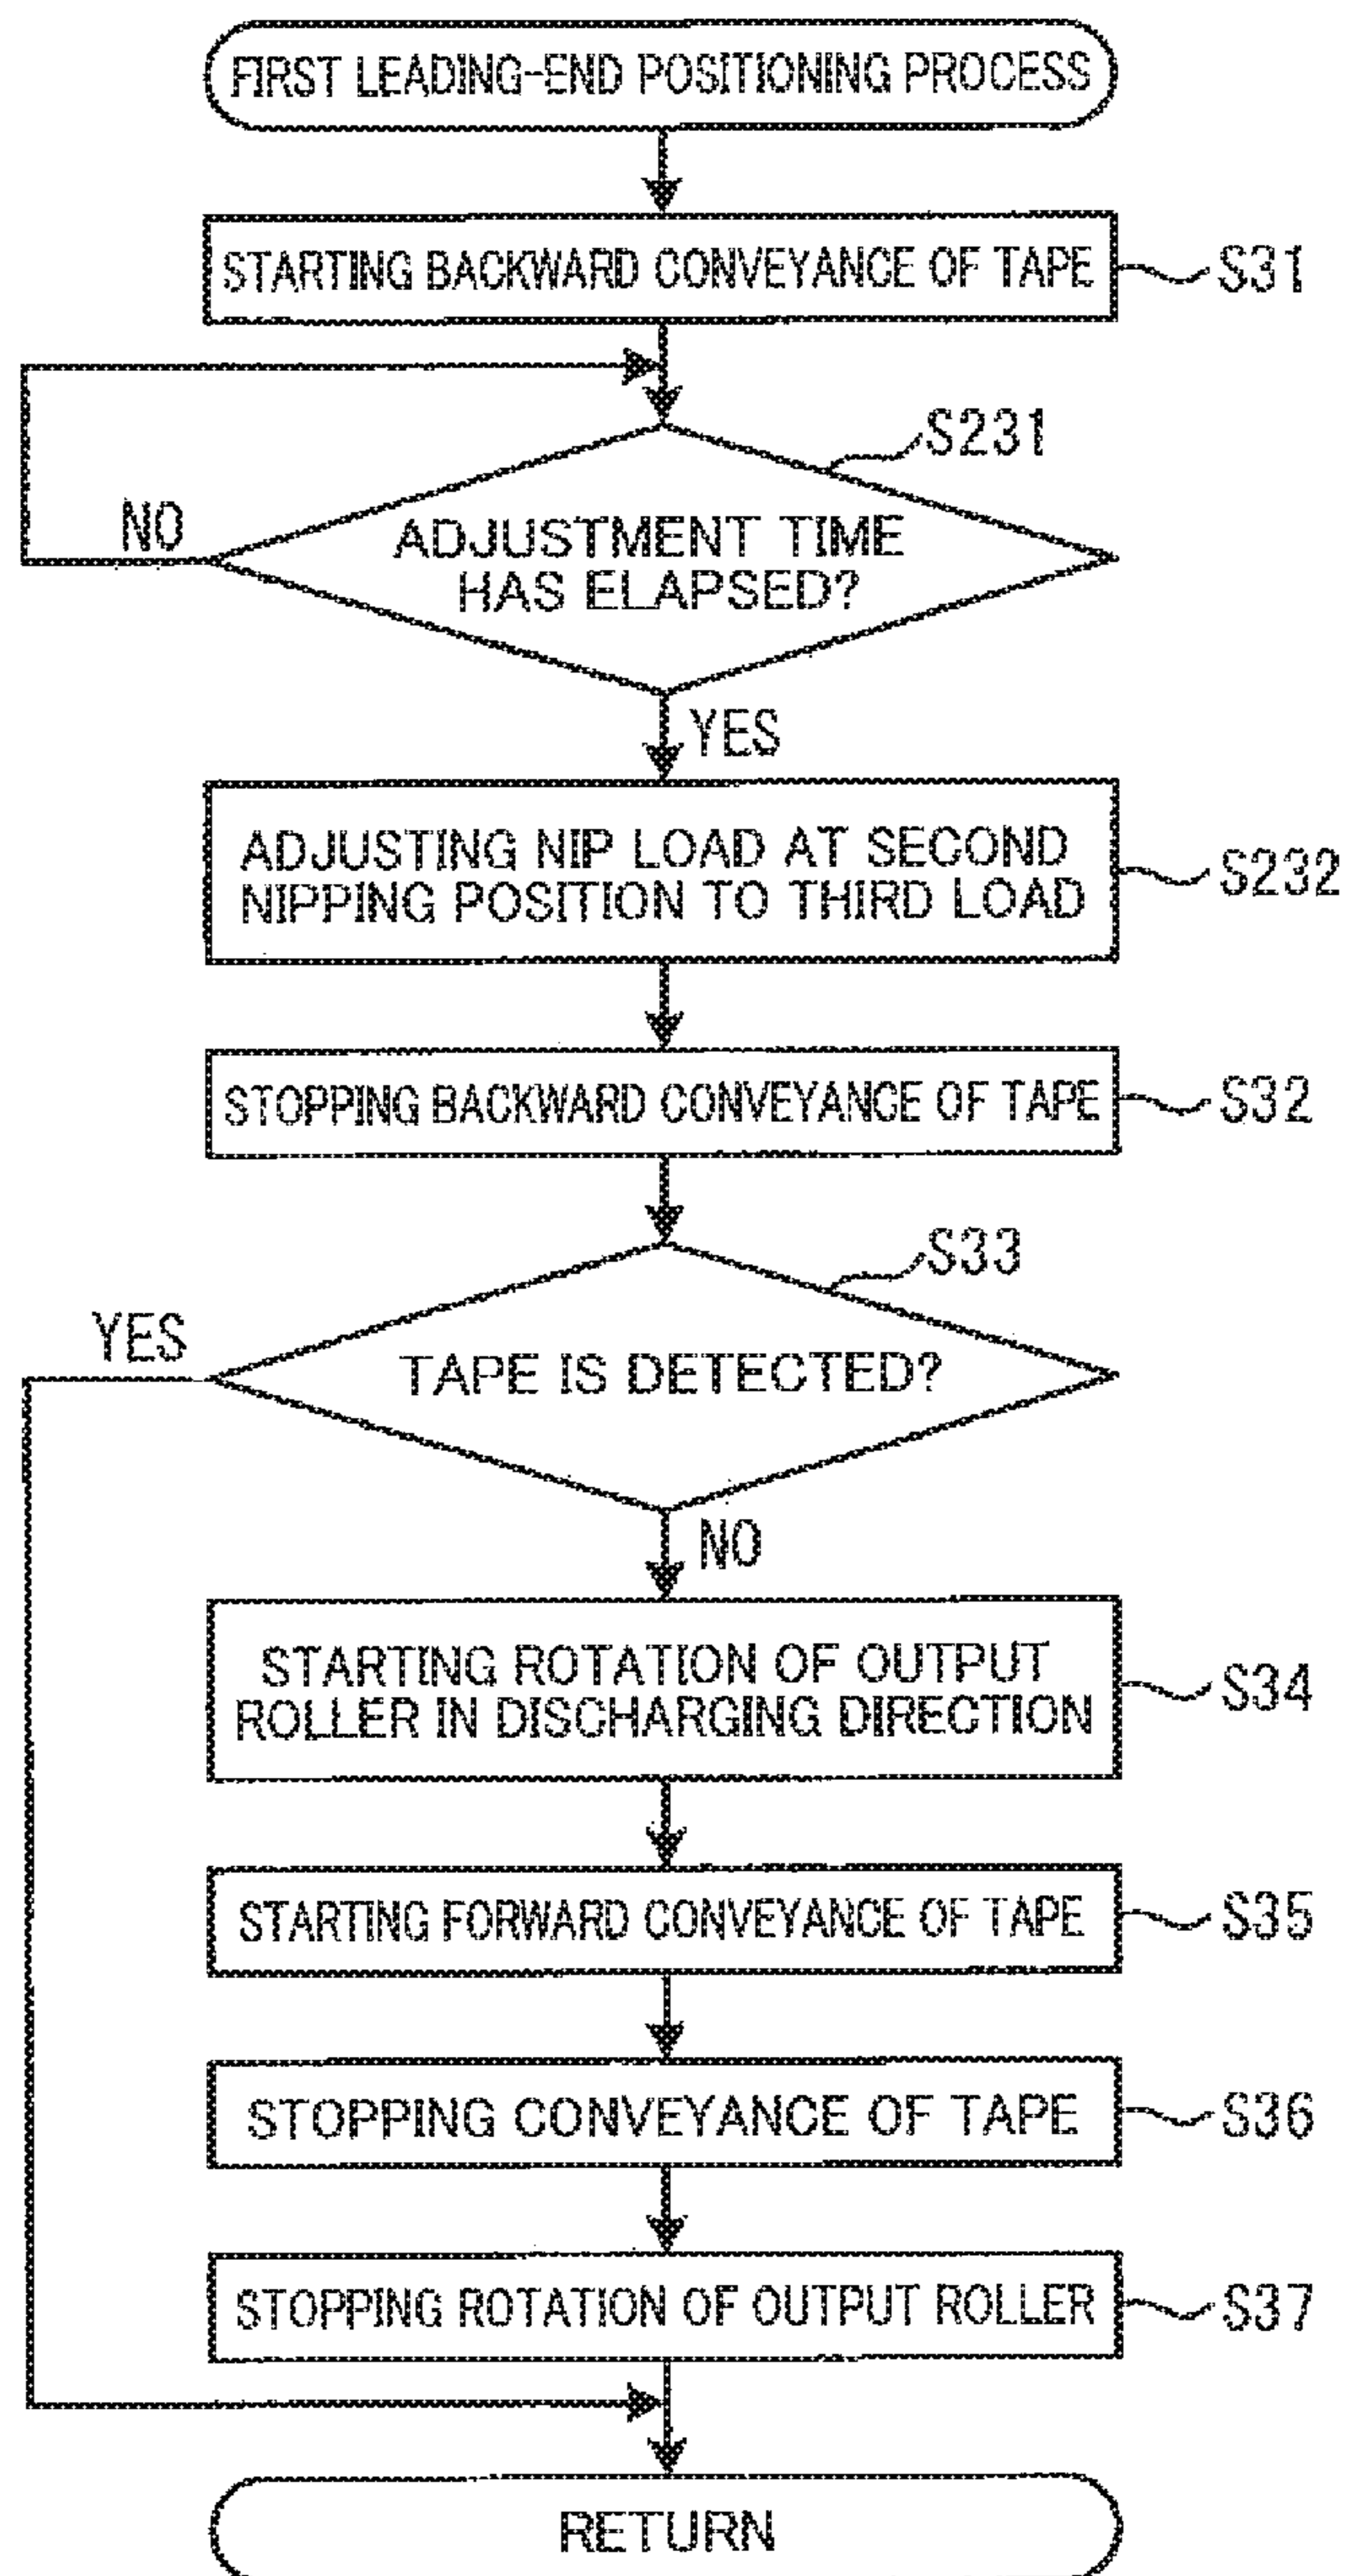 FIRST LEADING-END POSITIONING PROCESS
STARTING BACKWARD CONVEYANCE OF TAPE
S31
S231
NO
ADJUSTMENT TIME
HAS ELAPSED?
YES
ADJUSTING NIP LOAD AT SECOND
NIPPING POSITION TO THIRD LOAD
S232
STOPPING BACKWARD CONVEYANCE OF TAPE
S32
S33
YES
TAPE IS DETECTED?
NO
STARTING ROTATION OF OUTPUT
ROLLER IN DISCHARGING DIRECTION
S34
STARTING FORWARD CONVEYANCE OF TAPE
S35
STOPPING CONVEYANCE OF TAPE
S36
STOPPING ROTATION OF OUTPUT ROLLER
S37
RETURN